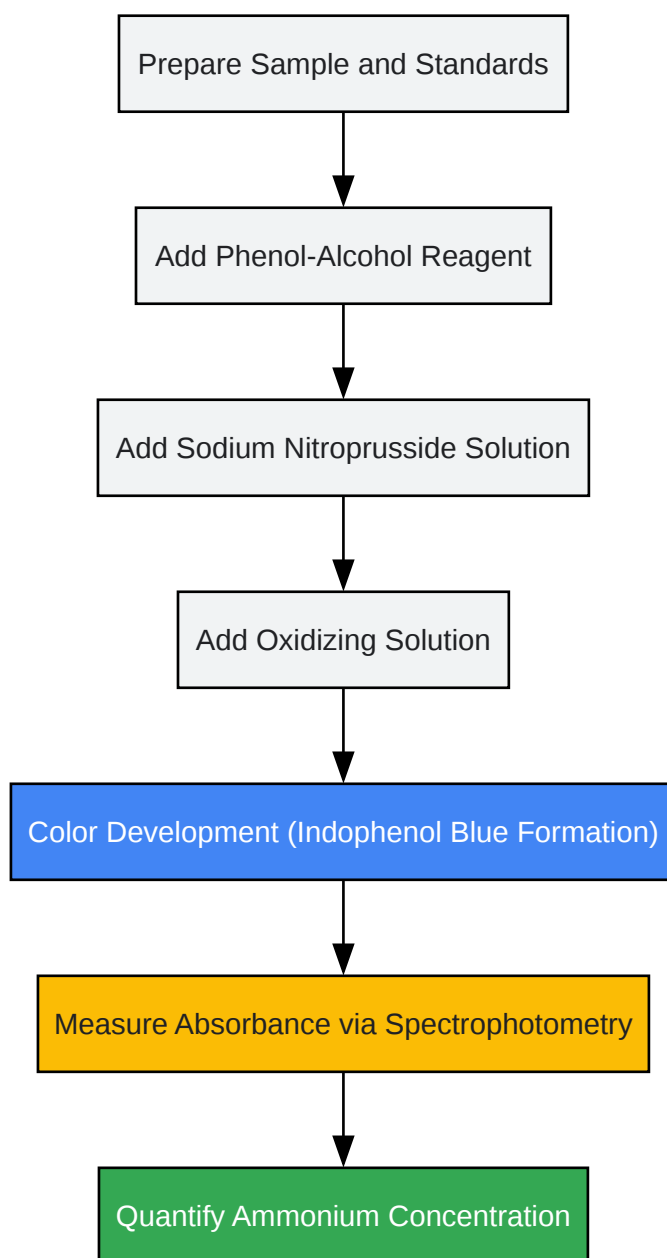 Prepare Sample and Standards
Add Phenol-Alcohol Reagent
Add Sodium Nitroprusside Solution
Add Oxidizing Solution
Color Development (Indophenol Blue Formation)
Measure Absorbance via Spectrophotometry
Quantify Ammonium Concentration